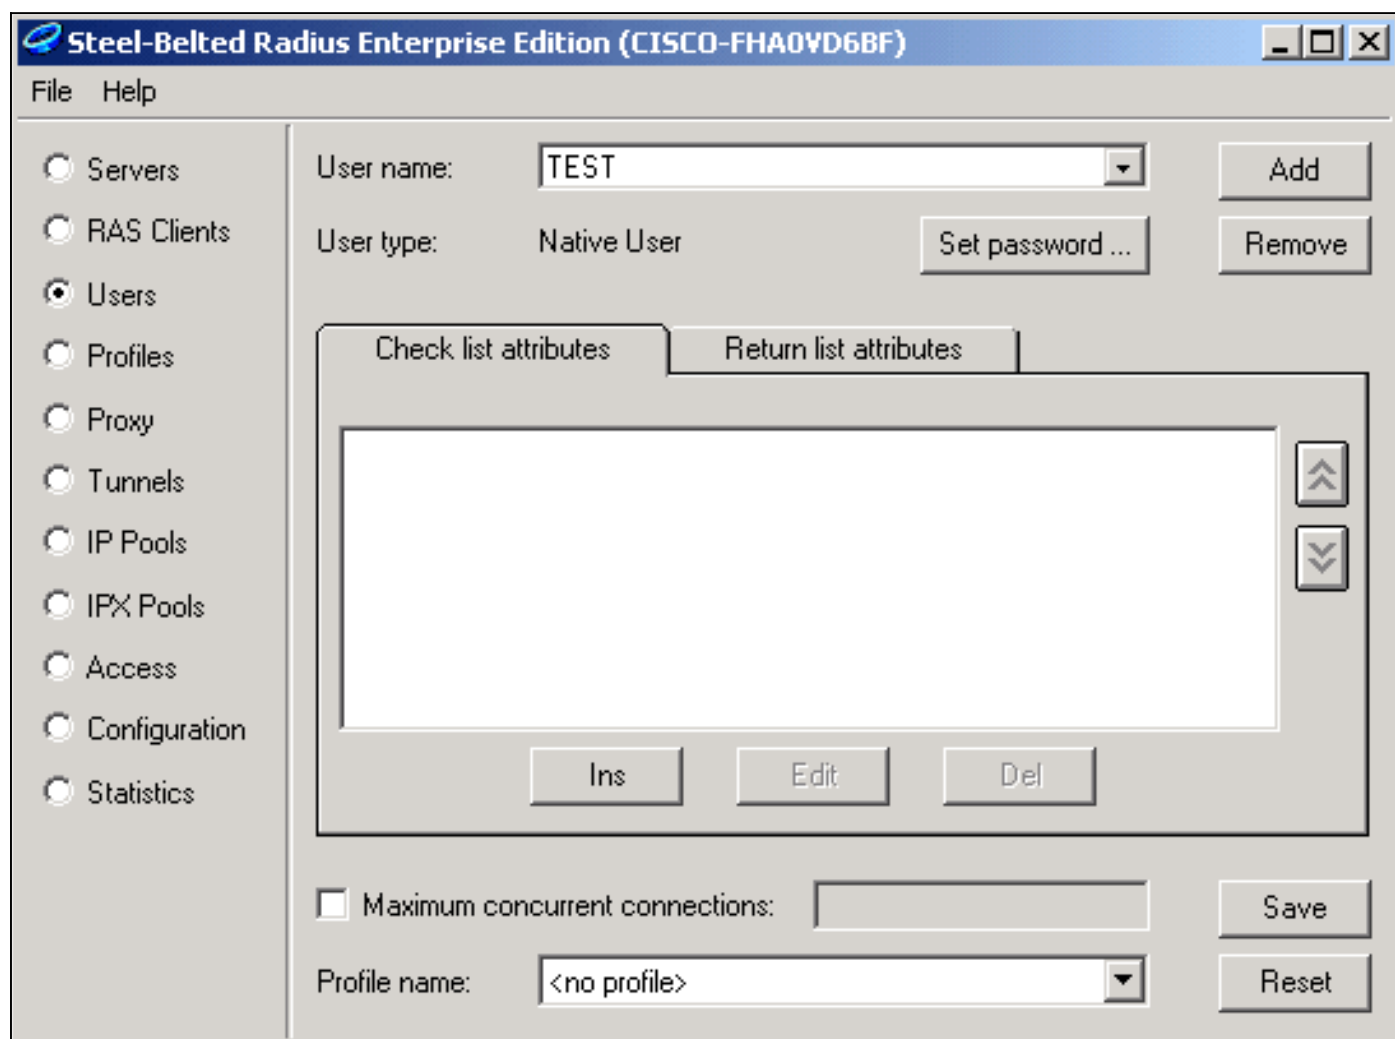 Steel-Belted Radius Enterprise Edition (CISCO-FHA0VD6BF)
File Help
Servers
RAS Clients
Users
Profiles
Proxy
Tunnels
IP Pools
IPX Pools
Access
Configuration
Statistics
User name: TEST Add
User type: Native User Set password ... Remove
Check list attributes Return list attributes
Ins Edit Del
Maximum concurrent connections: Save
Profile name: <no profile> Reset